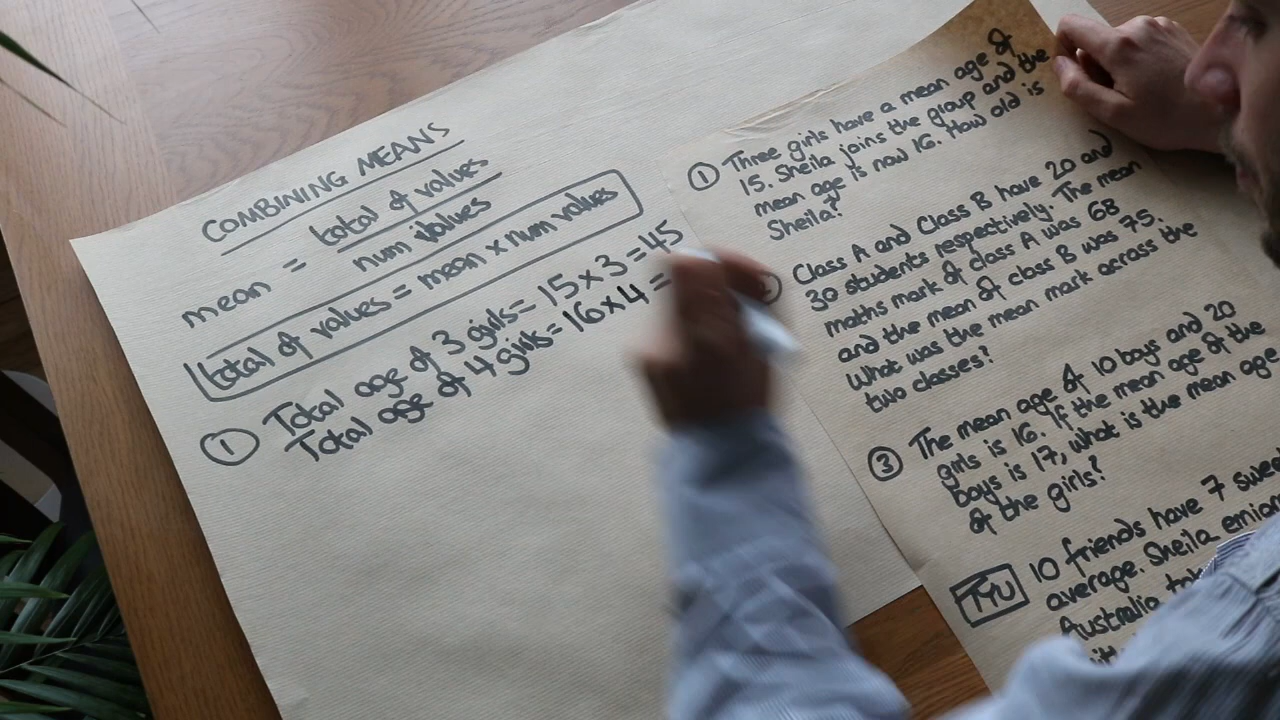 COMBINING MEANS
mean = total of values
num values
total of values = mean x num values
① Total age of 3 girls = 15 x 3 = 45
Total age of 4 girls = 16 x 4 =
① Three girls have a mean age of
15. Sheila joins the group and the
mean age is now 16. How old is
Sheila?
Class A and Class B have 20 and
30 students respectively. The mean
maths mark of class A was 68
and the mean of class B was 75.
What was the mean mark across the
two classes?
③ The mean age of 10 boys and 20
girls is 16. If the mean age of the
boys is 17, what is the mean age
of the girls?
TYU 10 friends have 7
average. Sheila
Australia